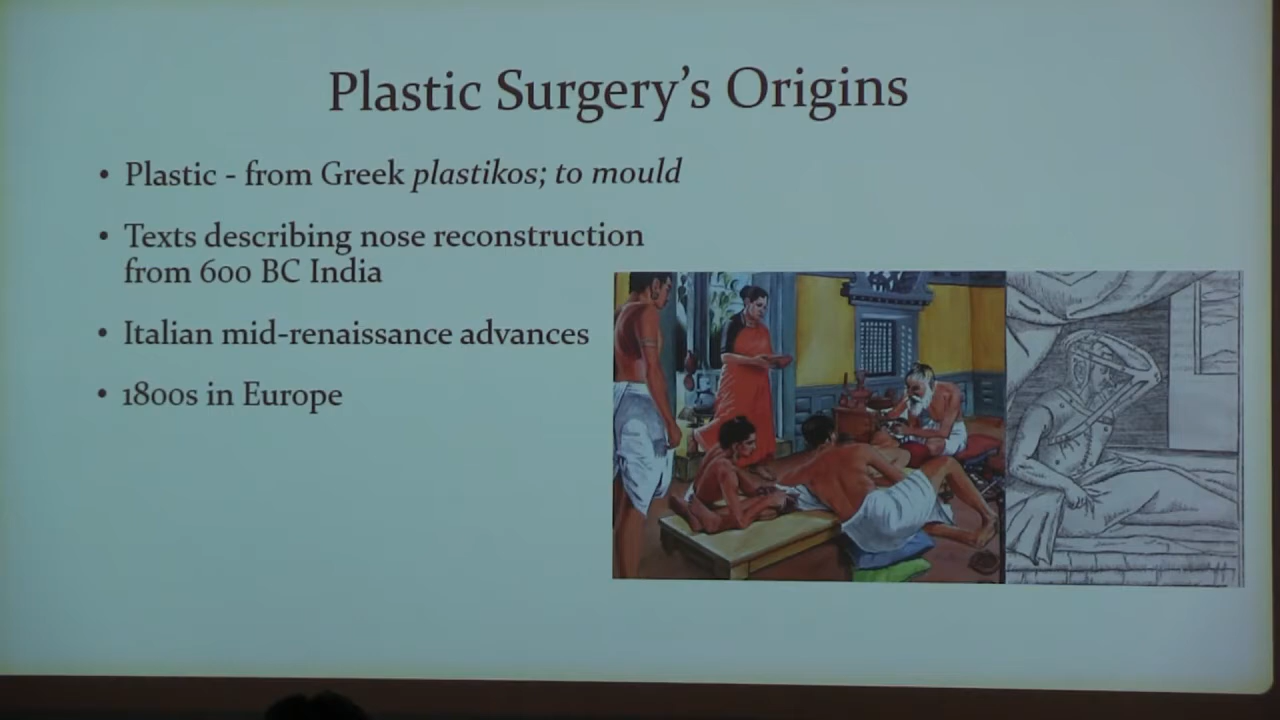 Plastic Surgery's Origins
• Plastic - from Greek plastikos; to mould
• Texts describing nose reconstruction
from 600 BC India
• Italian mid-renaissance advances
• 1800s in Europe